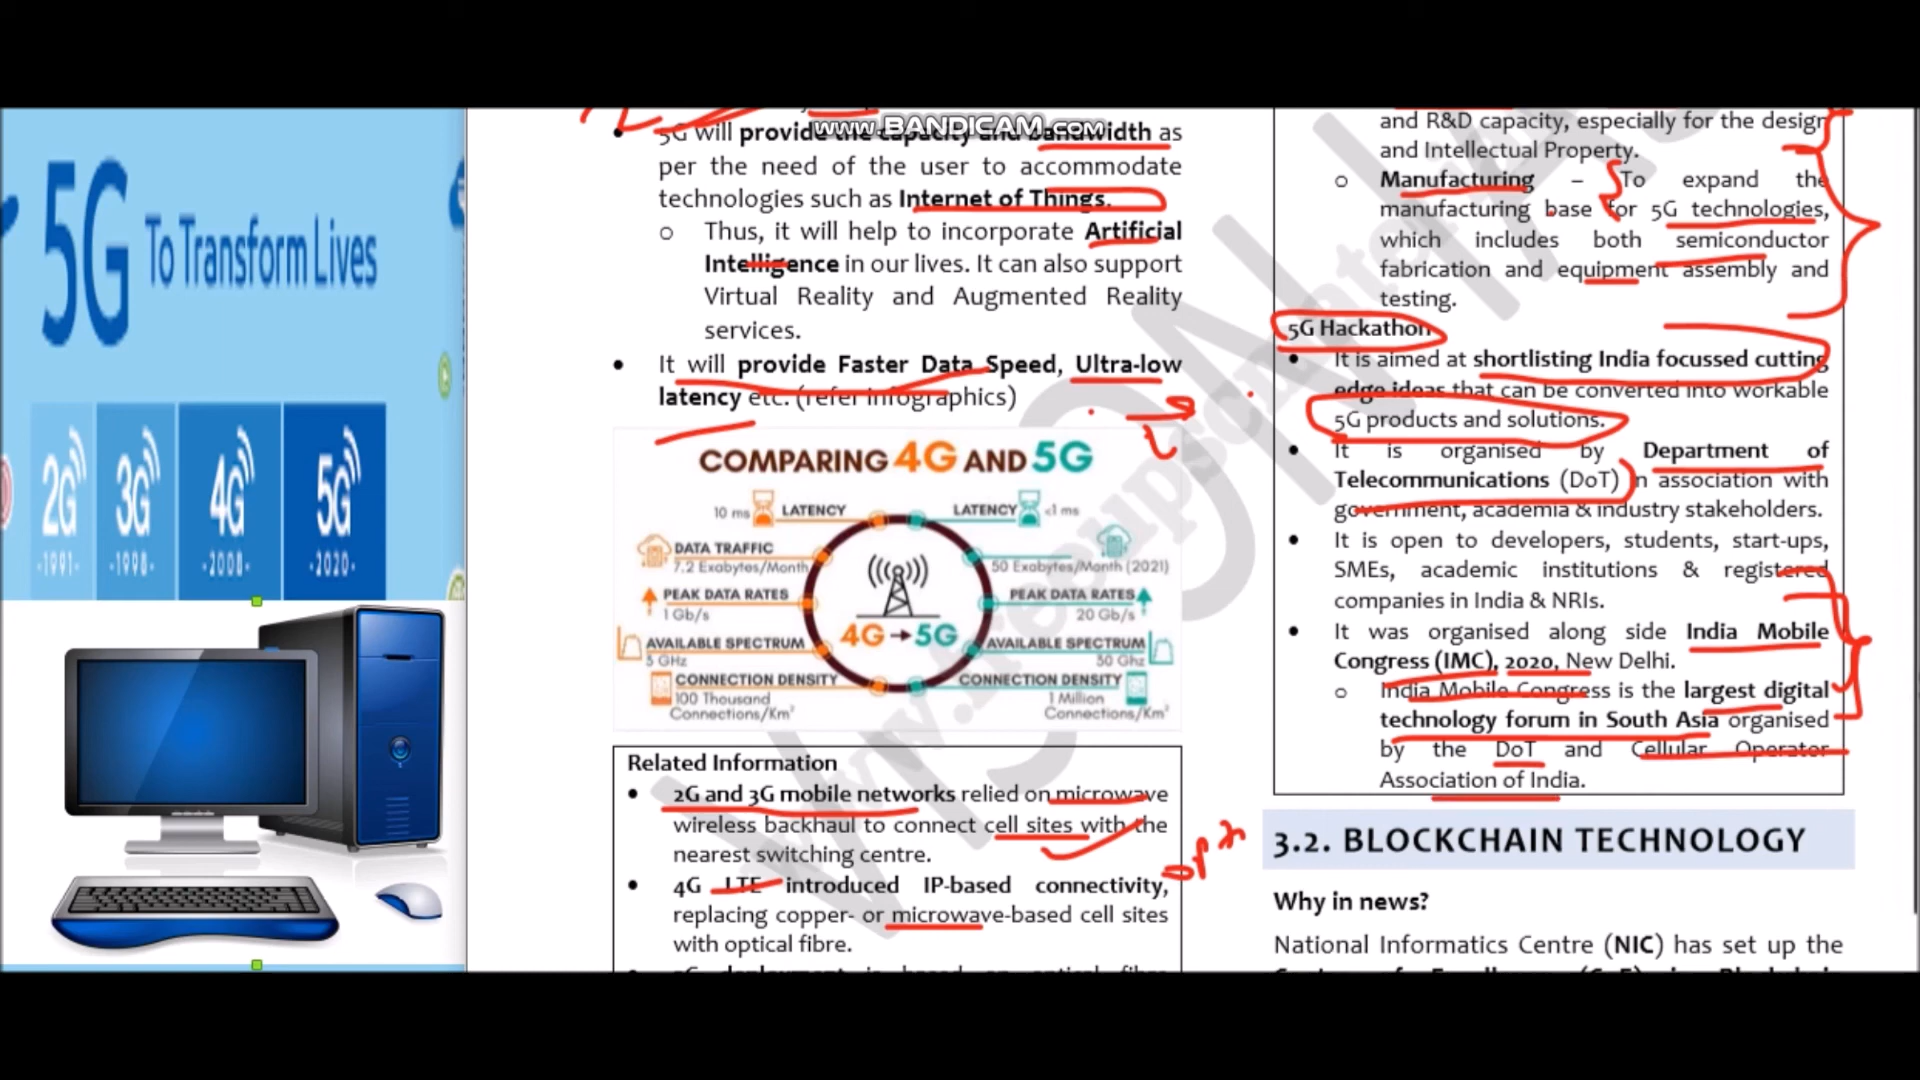 www.BANDICAM.com
5G
To Transform Lives
2G
-1991-
3G
-1998-
4G
-2008-
5G
-2020-
• 5G will provide the capacity and bandwidth as
per the need of the user to accommodate
technologies such as Internet of Things.
o Thus, it will help to incorporate Artificial
Intelligence in our lives. It can also support
Virtual Reality and Augmented Reality
services.
• It will provide Faster Data Speed, Ultra-low
latency etc. (refer infographics)
COMPARING 4G AND 5G
10 ms LATENCY
LATENCY <1 ms
DATA TRAFFIC
7.2 Exabytes/Month
50 Exabytes/Month (2021)
PEAK DATA RATES
1 Gb/s
PEAK DATA RATES
20 Gb/s
4G → 5G
AVAILABLE SPECTRUM
3 GHz
AVAILABLE SPECTRUM
30 Ghz
CONNECTION DENSITY
100 Thousand
Connections/Km²
CONNECTION DENSITY
1 Million
Connections/Km²
Related Information
• 2G and 3G mobile networks relied on microwave
wireless backhaul to connect cell sites with the
nearest switching centre.
• 4G LTE introduced IP-based connectivity,
replacing copper- or microwave-based cell sites
with optical fibre.
and R&D capacity, especially for the design
and Intellectual Property.
o Manufacturing – To expand the
manufacturing base for 5G technologies,
which includes both semiconductor
fabrication and equipment assembly and
testing.
5G Hackathon
• It is aimed at shortlisting India focussed cutting
edge ideas that can be converted into workable
5G products and solutions.
• It is organised by Department of
Telecommunications (DoT) in association with
government, academia & industry stakeholders.
• It is open to developers, students, start-ups,
SMEs, academic institutions & registered
companies in India & NRIs.
• It was organised along side India Mobile
Congress (IMC), 2020, New Delhi.
o India Mobile Congress is the largest digital
technology forum in South Asia organised
by the DoT and Cellular Operator
Association of India.
3.2. BLOCKCHAIN TECHNOLOGY
Why in news?
National Informatics Centre (NIC) has set up the